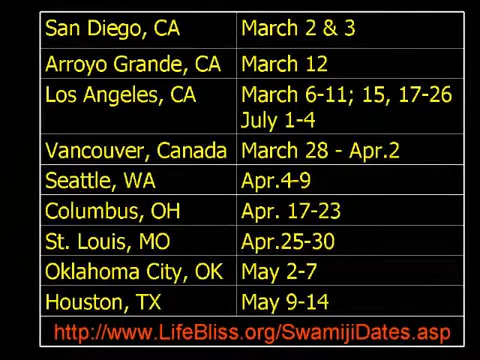 San Diego, CA March 2 & 3
Arroyo Grande, CA March 12
Los Angeles, CA March 6-11; 15, 17-26
July 1-4
Vancouver, Canada March 28 - Apr.2
Seattle, WA Apr.4-9
Columbus, OH Apr. 17-23
St. Louis, MO Apr.25-30
Oklahoma City, OK May 2-7
Houston, TX May 9-14
http://www.LifeBliss.org/SwamijiDates.asp